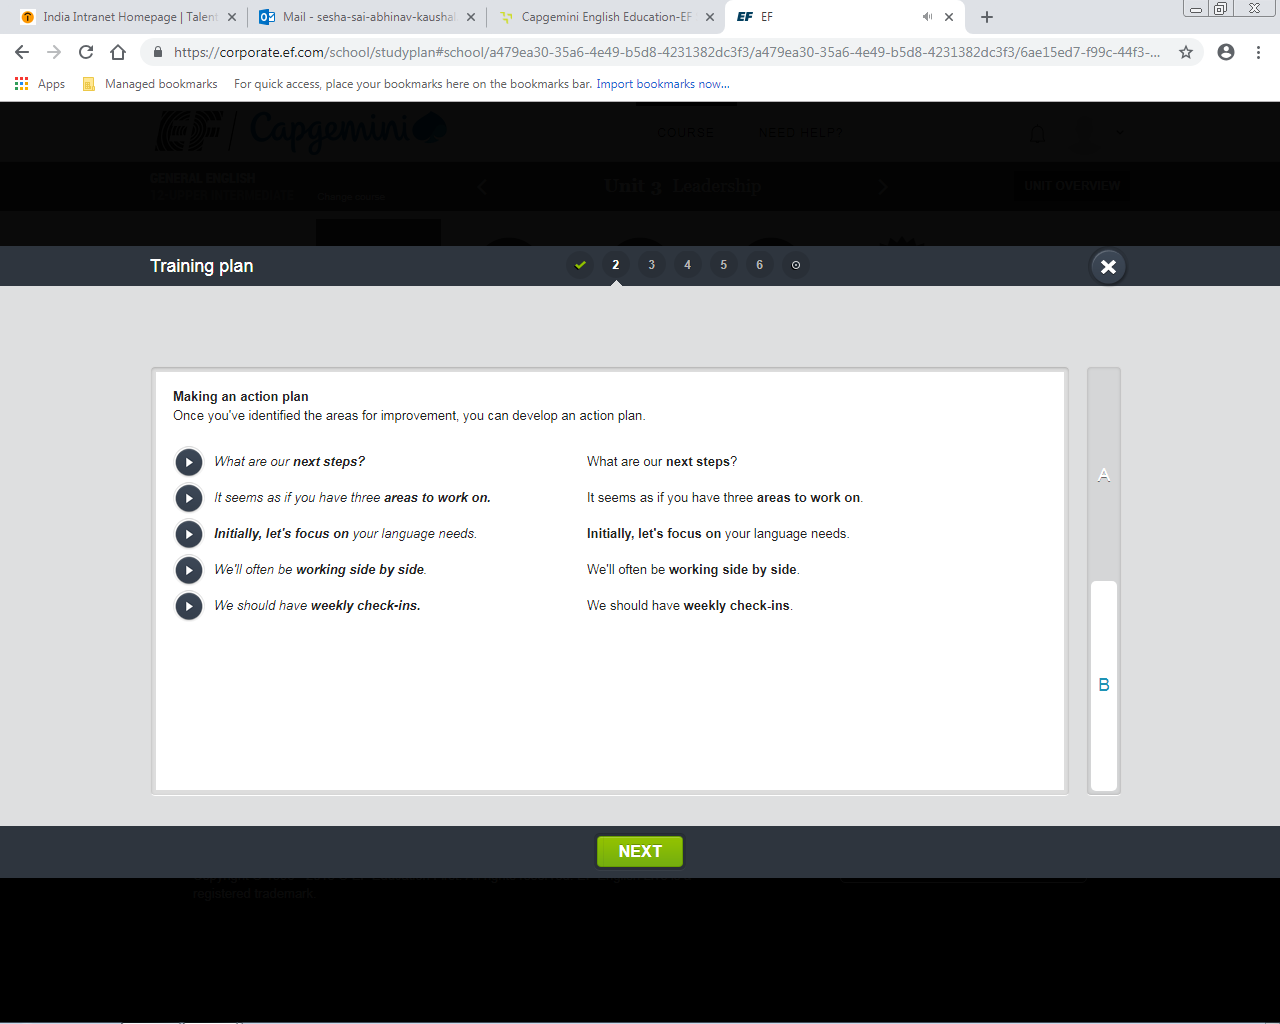 India Intranet Homepage | Talent
Mail - sesha-sai-abhinav-kaushal
Capgemini English Education-EF
EF EF
https://corporate.ef.com/school/studyplan#school/a479ea30-35a6-4e49-b5d8-4231382dc3f3/a479ea30-35a6-4e49-b5d8-4231382dc3f3/6ae15ed7-f99c-44f3-...
Apps Managed bookmarks For quick access, place your bookmarks here on the bookmarks bar. Import bookmarks now...
EF Capgemini COURSE NEED HELP?
GENERAL ENGLISH
Unit 3 Leadership UNIT OVERVIEW
Change course
Training plan 2 3 4 5 6
Making an action plan
Once you've identified the areas for improvement, you can develop an action plan.
What are our next steps? What are our next steps?
It seems as if you have three areas to work on. It seems as if you have three areas to work on.
Initially, let's focus on your language needs. Initially, let's focus on your language needs.
We'll often be working side by side. We'll often be working side by side.
We should have weekly check-ins. We should have weekly check-ins.
A
B
NEXT
registered trademark